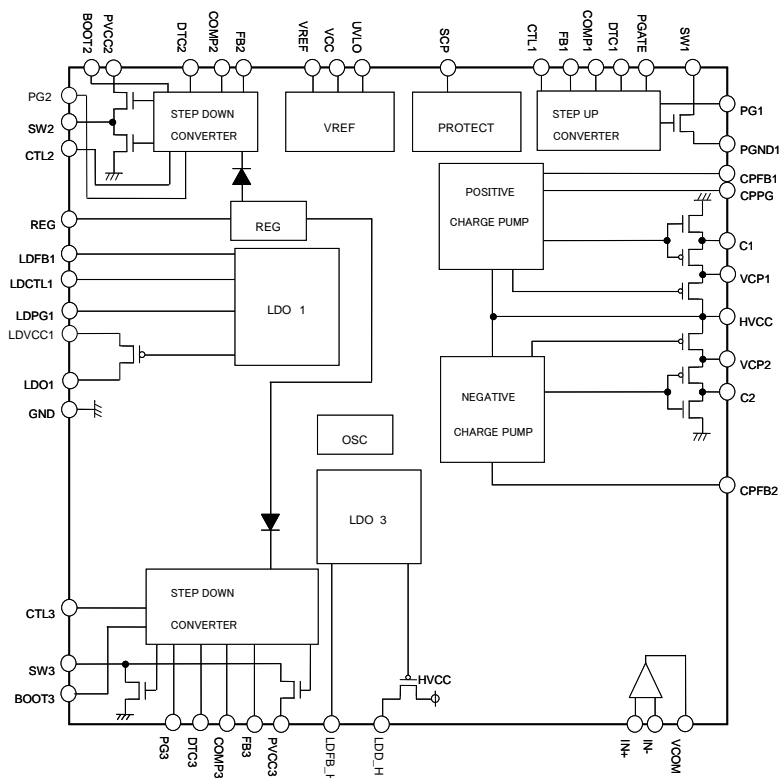 BOOT2
PVCC2
DTC2
COMP2
FB2
VREF
VCC
UVLO
SCP
CTL1
FB1
COMP1
DTC1
PGATE
SW1
PG2
SW2
CTL2
STEP DOWN
CONVERTER
VREF
PROTECT
STEP UP
CONVERTER
PG1
PGND1
CPFB1
CPPG
POSITIVE
CHARGE PUMP
C1
VCP1
REG
REG
LDFB1
LDCTL1
LDPG1
LDVCC1
LDO1
LDO 1
HVCC
VCP2
C2
NEGATIVE
CHARGE PUMP
GND
OSC
CPFB2
LDO 3
STEP DOWN
CONVERTER
CTL3
SW3
BOOT3
HVCC
PG3
DTC3
COMP3
FB3
PVCC3
LDFB_H
LDD_H
IN+
IN-
VCOM